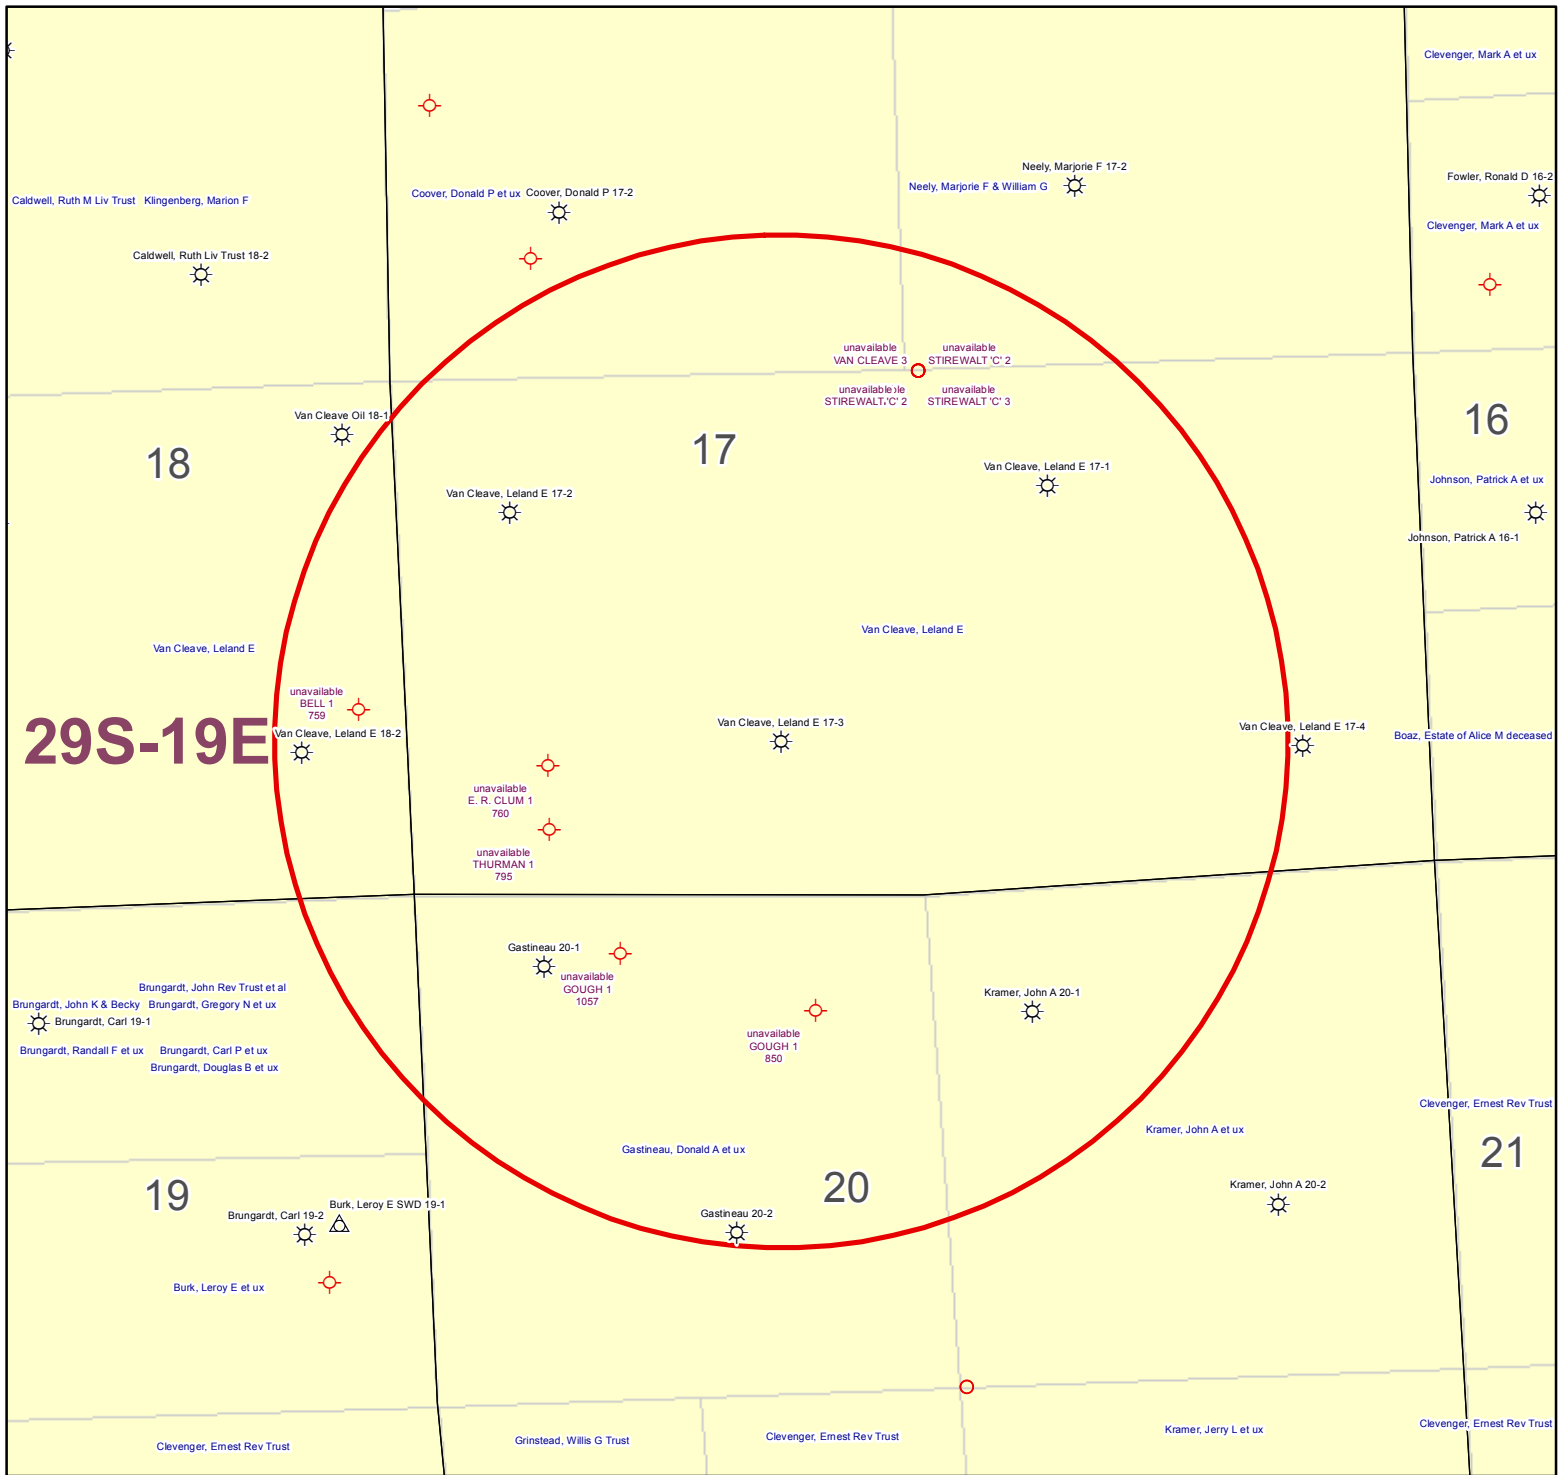 Clevenger, Mark A et ux
Neely, Marjorie F 17-2
Fowler, Ronald D 16-2
Neely, Marjorie F & William G
Coover, Donald P et ux
Coover, Donald P 17-2
Caldwell, Ruth M Liv Trust
Klingenberg, Marion F
Clevenger, Mark A et ux
Caldwell, Ruth Liv Trust 18-2
unavailable
VAN CLEAVE 3
unavailable
STIREWALT 'C' 2
unavailable
STIREWALT 'C' 2
unavailable
STIREWALT 'C' 3
Van Cleave Oil 18-1
16
17
18
Van Cleave, Leland E 17-1
Van Cleave, Leland E 17-2
Johnson, Patrick A et ux
Johnson, Patrick A 16-1
Van Cleave, Leland E
Van Cleave, Leland E
unavailable
BELL 1
759
29S-19E
Van Cleave, Leland E 18-2
Van Cleave, Leland E 17-3
Van Cleave, Leland E 17-4
Boaz, Estate of Alice M deceased
unavailable
E. R. CLUM 1
760
unavailable
THURMAN 1
795
Gastineau 20-1
unavailable
GOUGH 1
1057
Brungardt, John Rev Trust et al
Brungardt, John K & Becky
Brungardt, Gregory N et ux
Brungardt, Carl 19-1
Kramer, John A 20-1
unavailable
GOUGH 1
850
Brungardt, Randall F et ux
Brungardt, Carl P et ux
Brungardt, Douglas B et ux
Clevenger, Ernest Rev Trust
Kramer, John A et ux
Gastineau, Donald A et ux
21
20
19
Kramer, John A 20-2
Burk, Leroy E SWD 19-1
Brungardt, Carl 19-2
Gastineau 20-2
Burk, Leroy E et ux
Clevenger, Ernest Rev Trust
Grinstead, Willis G Trust
Clevenger, Ernest Rev Trust
Kramer, Jerry L et ux
Clevenger, Ernest Rev Trust